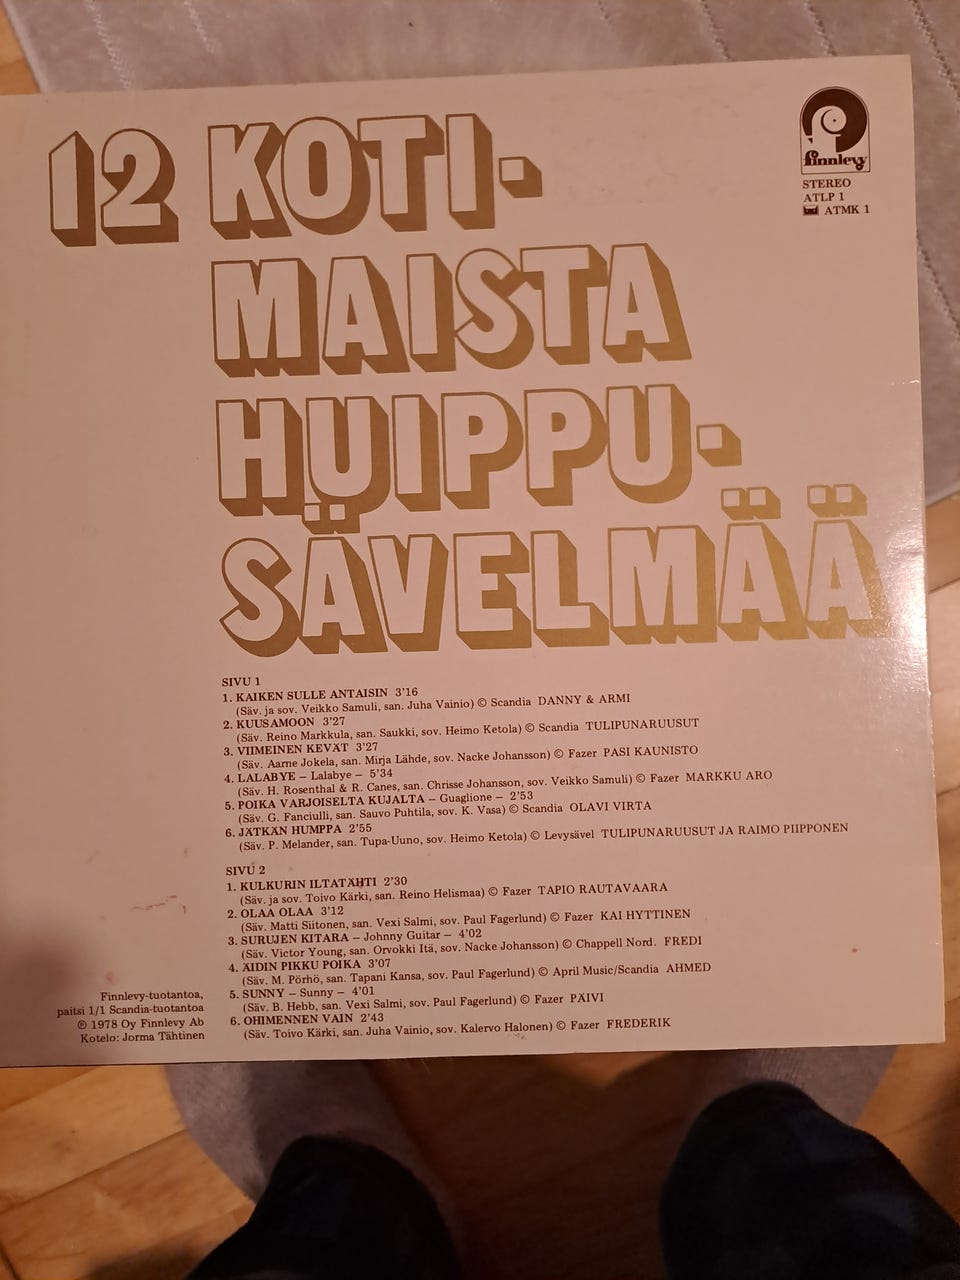 12 KOTI-
MAISTA
HUIPPU-
SÄVELMÄÄ
finnlevy
STEREO
ATLP 1
ATMK 1
SIVU 1
1. KAIKEN SULLE ANTAISIN 3'16
(Säv. ja sov. Veikko Samuli, san. Juha Vainio) © Scandia DANNY & ARMI
2. KUUSAMOON 3'27
(Säv. Reino Markkula, san. Saukki, sov. Heimo Ketola) © Scandia TULIPUNARUUSUT
3. VIIMEINEN KEVÄT 3'27
(Säv. Aarne Jokela, san. Mirja Lähde, sov. Nacke Johansson) © Fazer PASI KAUNISTO
4. LALABYE – Lalabye – 5'34
(Säv. H. Rosenthal & R. Canes, san. Chrisse Johansson, sov. Veikko Samuli) © Fazer MARKKU ARO
5. POIKA VARJOISELTA KUJALTA – Guaglione – 2'53
(Säv. G. Fanciulli, san. Sauvo Puhtila, sov. K. Vasa) © Scandia OLAVI VIRTA
6. JÄTKÄN HUMPPA 2'55
(Säv. P. Melander, san. Tupa-Uuno, sov. Heimo Ketola) © Levysävel TULIPUNARUUSUT JA RAIMO PIIPPONEN
SIVU 2
1. KULKURIN ILTATÄHTI 2'30
(Säv. ja sov. Toivo Kärki, san. Reino Helismaa) © Fazer TAPIO RAUTAVAARA
2. OLAA OLAA 3'12
(Säv. Matti Siitonen, san. Vexi Salmi, sov. Paul Fagerlund) © Fazer KAI HYTTINEN
3. SURUJEN KITARA – Johnny Guitar – 4'02
(Säv. Victor Young, san. Orvokki Itä, sov. Nacke Johansson) © Chappell Nord. FREDI
4. ÄIDIN PIKKU POIKA 3'07
(Säv. M. Pörhö, san. Tapani Kansa, sov. Paul Fagerlund) © April Music/Scandia AHMED
5. SUNNY – Sunny – 4'01
(Säv. B. Hebb, san. Vexi Salmi, sov. Paul Fagerlund) © Fazer PÄIVI
6. OHIMENNEN VAIN 2'43
(Säv. Toivo Kärki, san. Juha Vainio, sov. Kalervo Halonen) © Fazer FREDERIK
Finnlevy-tuotantoa,
paitsi 1/1 Scandia-tuotantoa
℗ 1978 Oy Finnlevy Ab
Kotelo: Jorma Tähtinen